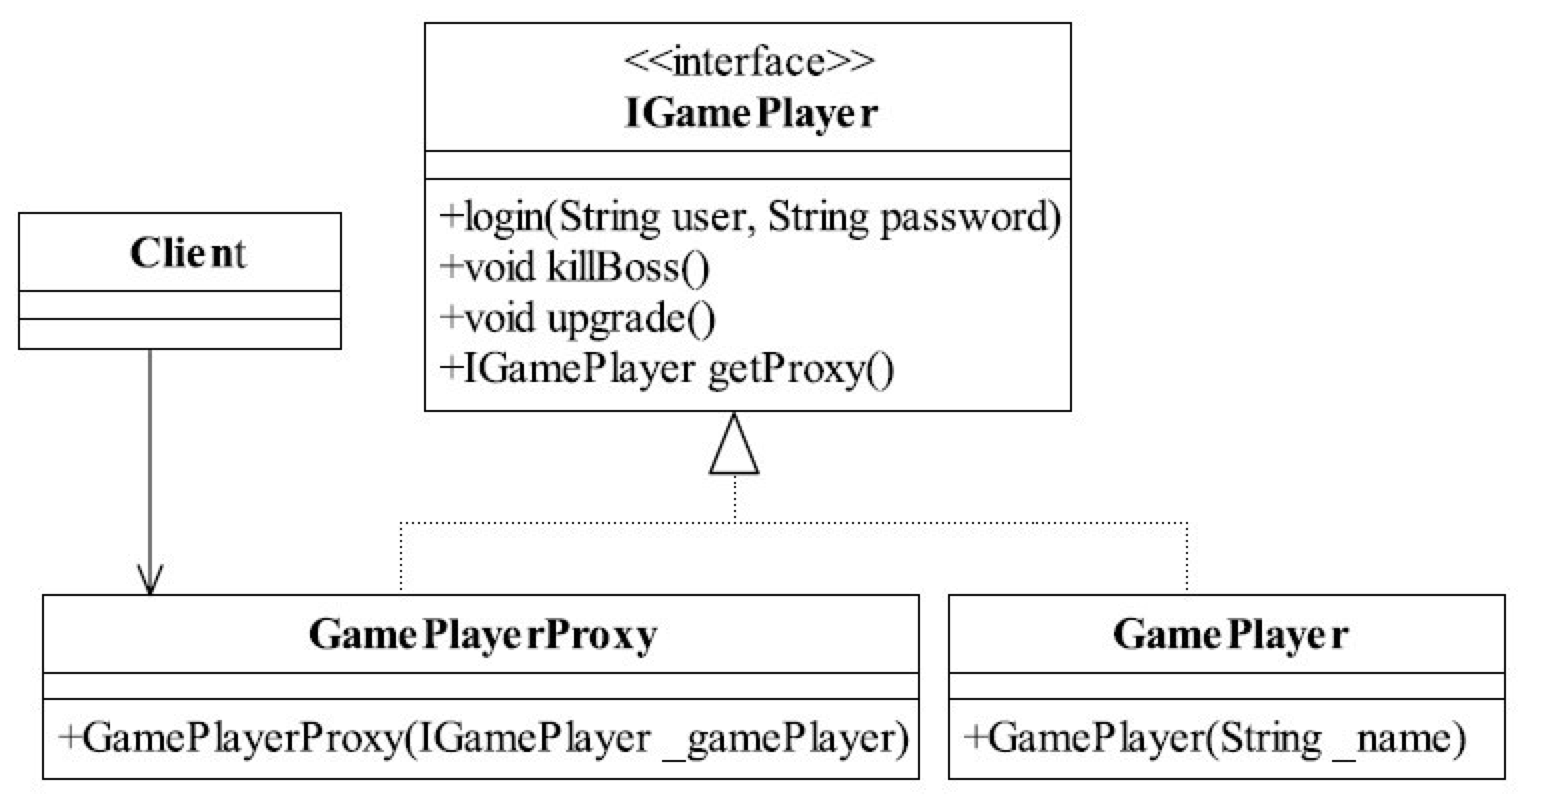 <<interface>>
IGamePlayer
+login(String user, String password)
+void killBoss()
+void upgrade()
+IGamePlayer getProxy()
Client
GamePlayerProxy
+GamePlayerProxy(IGamePlayer _gamePlayer)
GamePlayer
+GamePlayer(String _name)